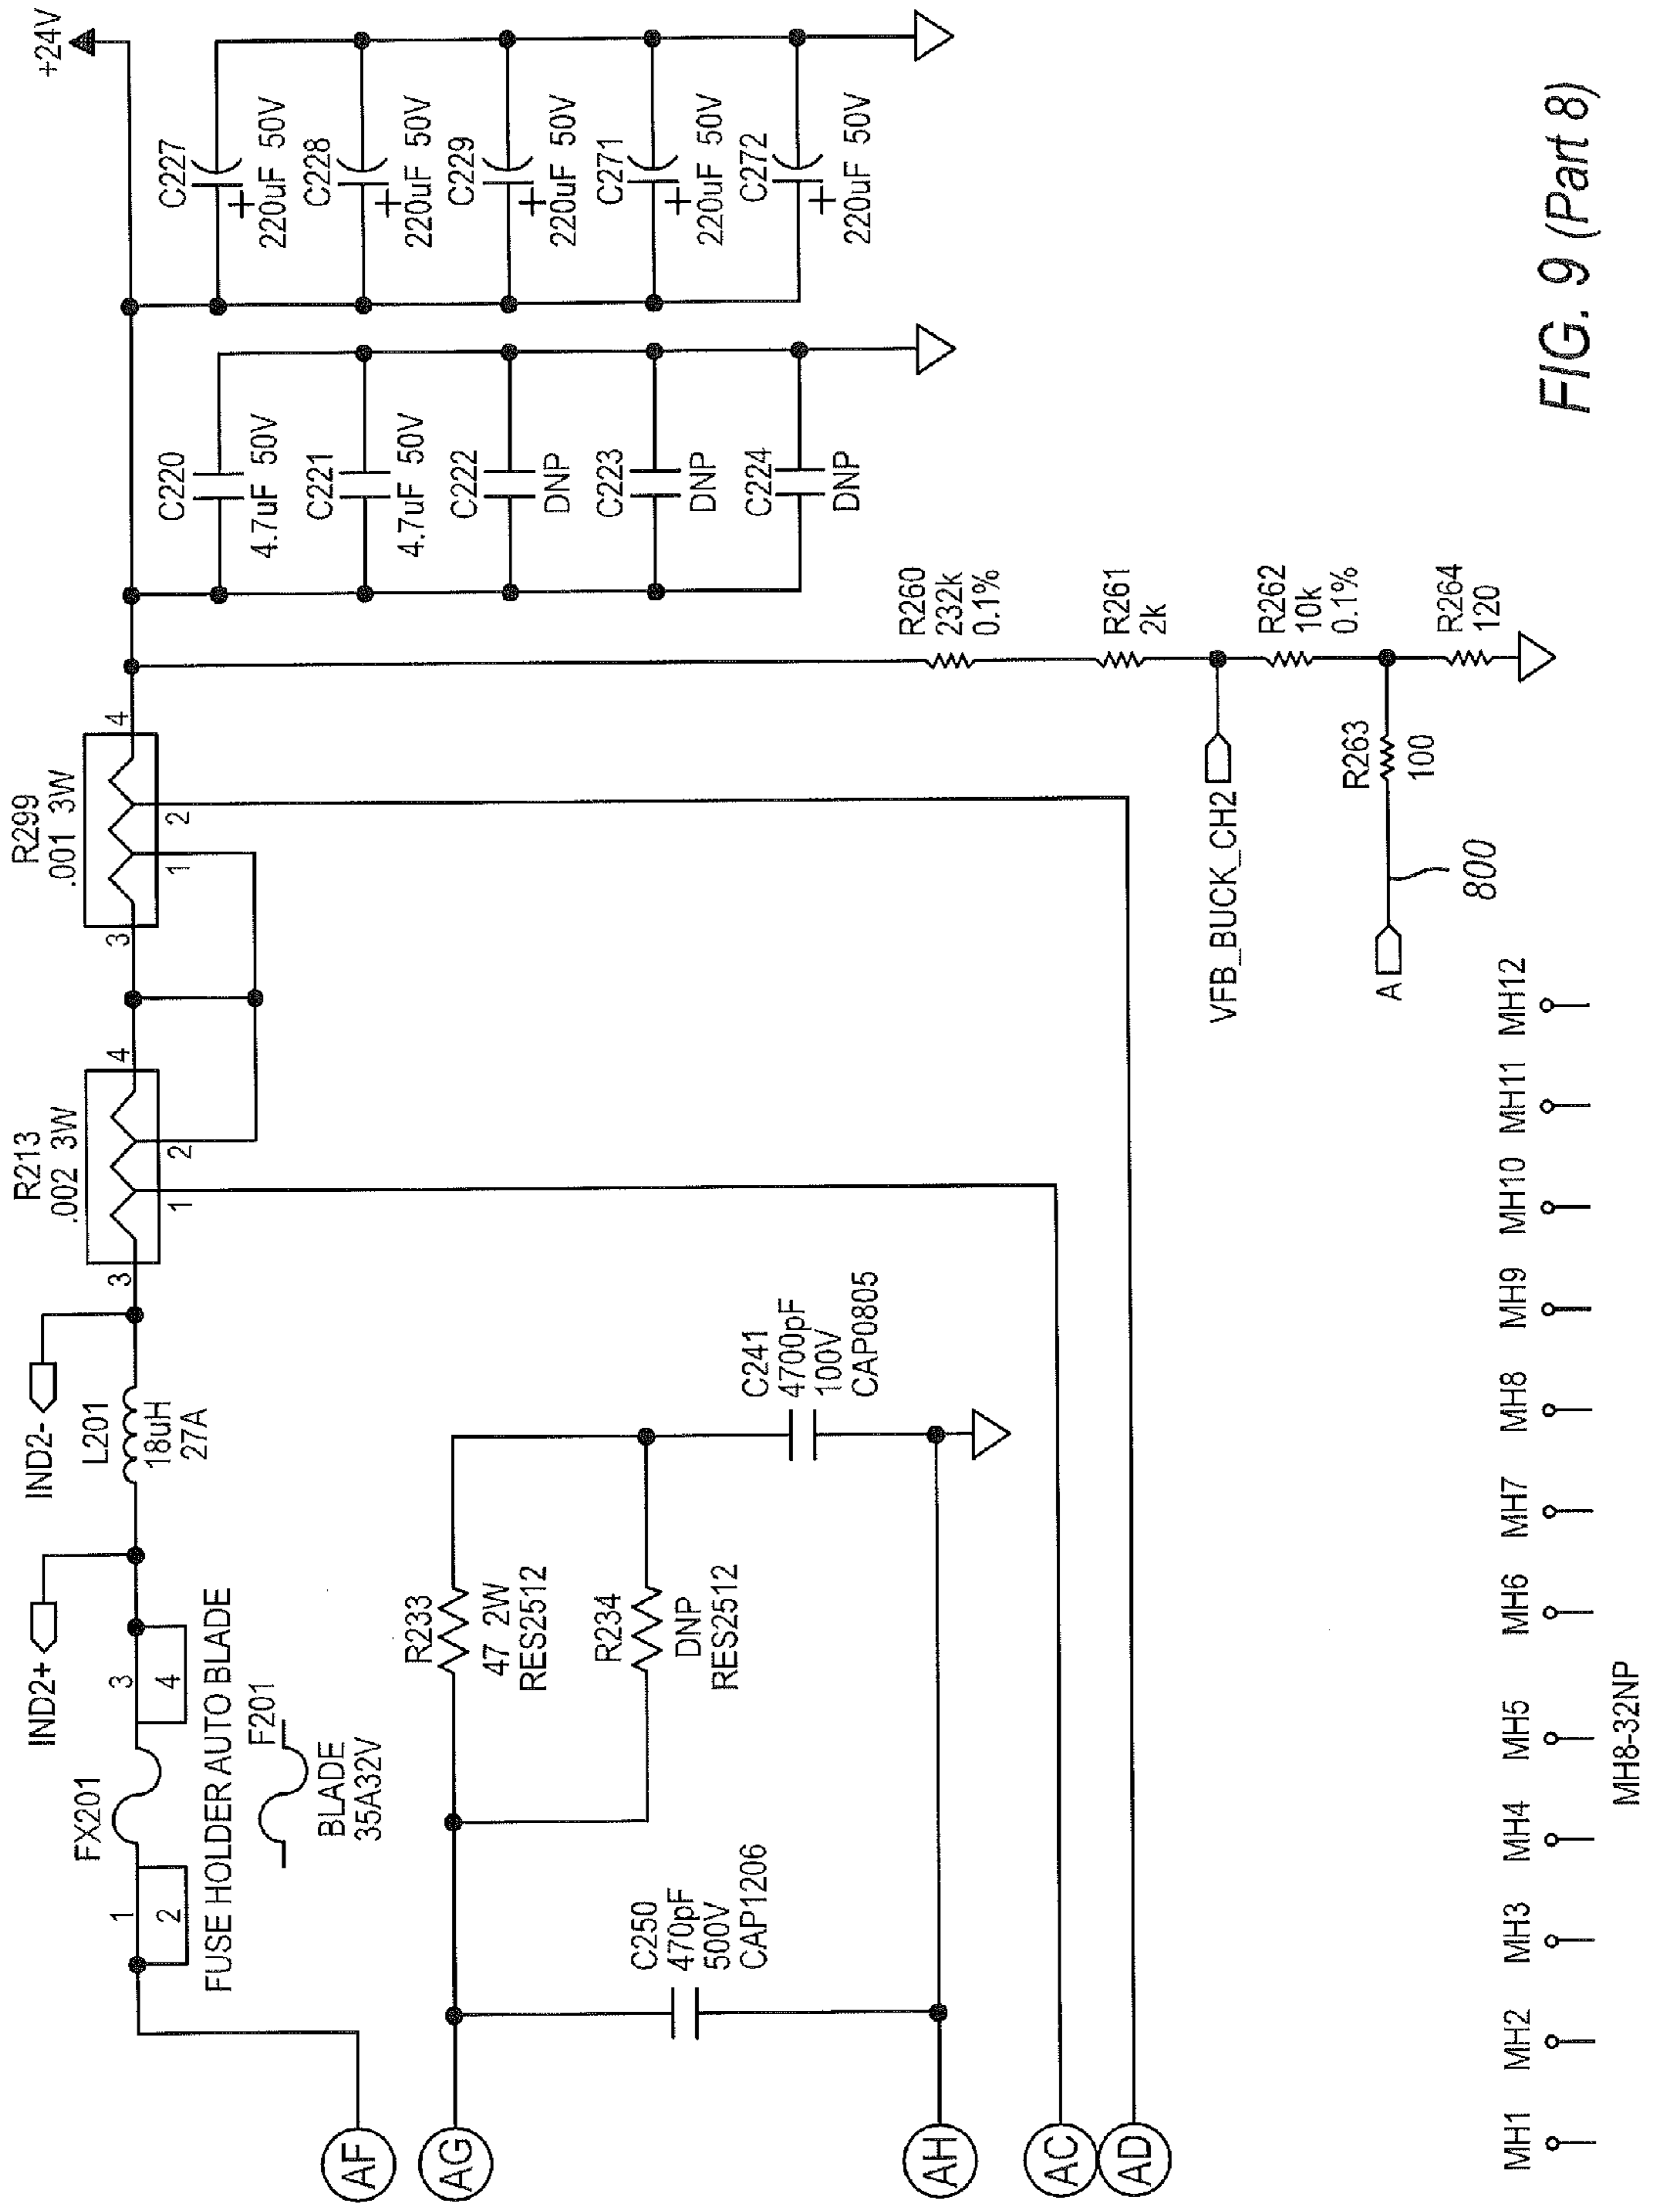 +24V
C227
220uF 50V
C228
220uF 50V
C229
220uF 50V
C271
220uF 50V
C272
220uF 50V
C220
4.7uF 50V
C221
4.7uF 50V
C222
DNP
C223
DNP
C224
DNP
R299
.001 3W
3
1
2
4
R213
.002 3W
3
1
2
4
IND2-
L201
18uH
27A
IND2+
FX201
1
2
3
4
FUSE HOLDER AUTO BLADE
F201
BLADE
35A32V
R260
232k
0.1%
R261
2k
VFB_BUCK_CH2
R262
10k
0.1%
R263
100
R264
120
A
800
R233
47 2W
RES2512
R234
DNP
RES2512
C241
4700pF
100V
CAP0805
C250
470pF
500V
CAP1206
AF
AG
AH
AC
AD
MH1 MH2 MH3 MH4 MH5 MH6 MH7 MH8 MH9 MH10 MH11 MH12
MH8-32NP
FIG. 9 (Part 8)